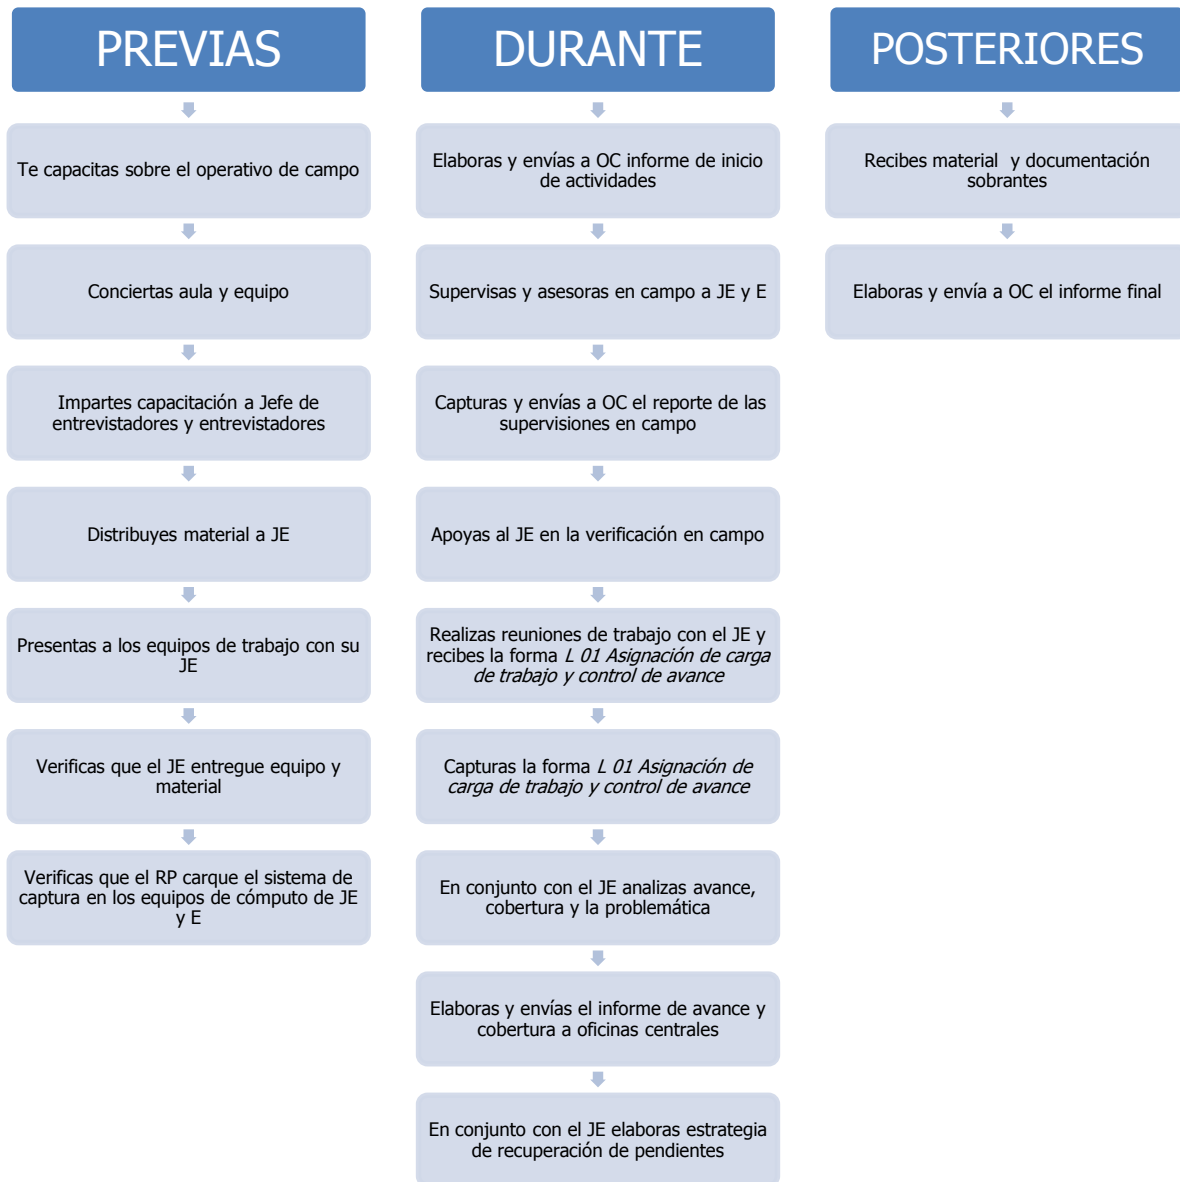 PREVIAS
Te capacitas sobre el operativo de campo
Conciertas aula y equipo
Impartes capacitación a Jefe de
entrevistadores y entrevistadores
Distribuyes material a JE
Presentas a los equipos de trabajo con su
JE
Verificas que el JE entregue equipo y
material
Verificas que el RP carque el sistema de
captura en los equipos de cómputo de JE
y E
DURANTE
Elaboras y envías a OC informe de inicio
de actividades
Supervisas y asesoras en campo a JE y E
Capturas y envías a OC el reporte de las
supervisiones en campo
Apoyas al JE en la verificación en campo
Realizas reuniones de trabajo con el JE y
recibes la forma L 01 Asignación de carga
de trabajo y control de avance
Capturas la forma L 01 Asignación de
carga de trabajo y control de avance
En conjunto con el JE analizas avance,
cobertura y la problemática
Elaboras y envías el informe de avance y
cobertura a oficinas centrales
En conjunto con el JE elaboras estrategia
de recuperación de pendientes
POSTERIORES
Recibes material y documentación
sobrantes
Elaboras y envía a OC el informe final